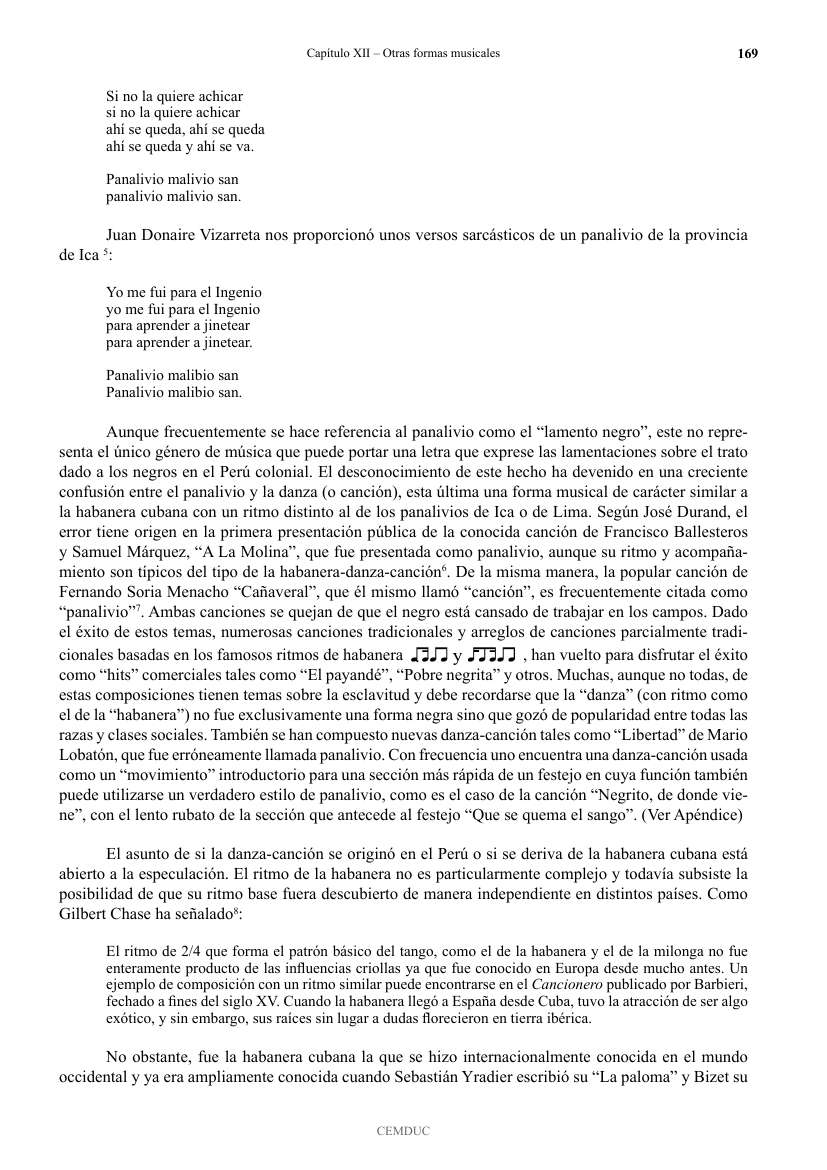 Capítulo XII – Otras formas musicales
169
Si no la quiere achicar
si no la quiere achicar
ahí se queda, ahí se queda
ahí se queda y ahí se va.
Panalivio malivio san
panalivio malivio san.
Juan Donaire Vizarreta nos proporcionó unos versos sarcásticos de un panalivio de la provincia
de Ica 5:
Yo me fui para el Ingenio
yo me fui para el Ingenio
para aprender a jinetear
para aprender a jinetear.
Panalivio malibio san
Panalivio malibio san.
Aunque frecuentemente se hace referencia al panalivio como el “lamento negro”, este no repre-
senta el único género de música que puede portar una letra que exprese las lamentaciones sobre el trato
dado a los negros en el Perú colonial. El desconocimiento de este hecho ha devenido en una creciente
confusión entre el panalivio y la danza (o canción), esta última una forma musical de carácter similar a
la habanera cubana con un ritmo distinto al de los panalivios de Ica o de Lima. Según José Durand, el
error tiene origen en la primera presentación pública de la conocida canción de Francisco Ballesteros
y Samuel Márquez, “A La Molina”, que fue presentada como panalivio, aunque su ritmo y acompaña-
miento son típicos del tipo de la habanera-danza-canción6. De la misma manera, la popular canción de
Fernando Soria Menacho “Cañaveral”, que él mismo llamó “canción”, es frecuentemente citada como
“panalivio”7. Ambas canciones se quejan de que el negro está cansado de trabajar en los campos. Dado
el éxito de estos temas, numerosas canciones tradicionales y arreglos de canciones parcialmente tradi-
cionales basadas en los famosos ritmos de habanera y , han vuelto para disfrutar el éxito
como “hits” comerciales tales como “El payandé”, “Pobre negrita” y otros. Muchas, aunque no todas, de
estas composiciones tienen temas sobre la esclavitud y debe recordarse que la “danza” (con ritmo como
el de la “habanera”) no fue exclusivamente una forma negra sino que gozó de popularidad entre todas las
razas y clases sociales. También se han compuesto nuevas danza-canción tales como “Libertad” de Mario
Lobatón, que fue erróneamente llamada panalivio. Con frecuencia uno encuentra una danza-canción usada
como un “movimiento” introductorio para una sección más rápida de un festejo en cuya función también
puede utilizarse un verdadero estilo de panalivio, como es el caso de la canción “Negrito, de donde vie-
ne”, con el lento rubato de la sección que antecede al festejo “Que se quema el sango”. (Ver Apéndice)
El asunto de si la danza-canción se originó en el Perú o si se deriva de la habanera cubana está
abierto a la especulación. El ritmo de la habanera no es particularmente complejo y todavía subsiste la
posibilidad de que su ritmo base fuera descubierto de manera independiente en distintos países. Como
Gilbert Chase ha señalado8:
El ritmo de 2/4 que forma el patrón básico del tango, como el de la habanera y el de la milonga no fue
enteramente producto de las influencias criollas ya que fue conocido en Europa desde mucho antes. Un
ejemplo de composición con un ritmo similar puede encontrarse en el Cancionero publicado por Barbieri,
fechado a fines del siglo XV. Cuando la habanera llegó a España desde Cuba, tuvo la atracción de ser algo
exótico, y sin embargo, sus raíces sin lugar a dudas florecieron en tierra ibérica.
No obstante, fue la habanera cubana la que se hizo internacionalmente conocida en el mundo
occidental y ya era ampliamente conocida cuando Sebastián Yradier escribió su “La paloma” y Bizet su
CEMDUC